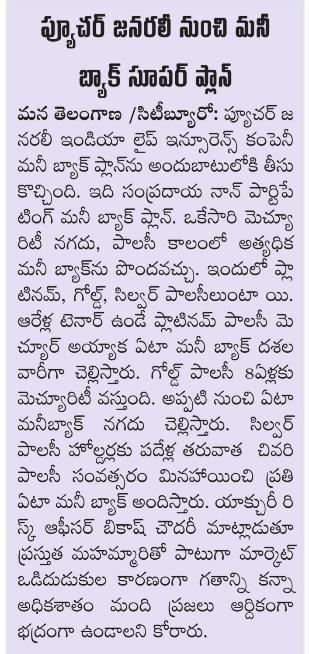 ఫ్యూచర్ జనరలీ నుంచి మనీ
బ్యాక్ సూపర్ ప్లాన్
మన తెలంగాణ /సిటీబ్యూరో: ఫ్యూచర్ జ
నరలీ ఇండియా లైఫ్ ఇన్సూరెన్స్ కంపెనీ
మనీ బ్యాక్ ప్లాన్‌ను అందుబాటులోకి తీసు
కొచ్చింది. ఇది సంప్రదాయ నాన్ పార్టిపే
టింగ్ మనీ బ్యాక్ ప్లాన్. ఒకేసారి మెచ్యూ
రిటీ నగదు, పాలసీ కాలంలో అత్యధిక
మనీ బ్యాక్‌ను పొందవచ్చు. ఇందులో ప్లా
టినమ్, గోల్డ్, సిల్వర్ పాలసీలుంటా యి.
ఆరేళ్ల టెనార్ ఉండే ప్లాటినమ్ పాలసీ మె
చ్యూర్ అయ్యాక ఏటా మనీ బ్యాక్ దశల
వారీగా చెల్లిస్తారు. గోల్డ్ పాలసీ 8ఏళ్లకు
మెచ్యూరిటీ వస్తుంది. అప్పటి నుంచి ఏటా
మనీబ్యాక్ నగదు చెల్లిస్తారు. సిల్వర్
పాలసీ హోల్డర్లకు పదేళ్ల తరువాత చివరి
పాలసీ సంవత్సరం మినహాయించి ప్రతి
ఏటా మనీ బ్యాక్ అందిస్తారు. యాక్చురీ రి
స్క్ ఆఫీసర్ బికాష్ చౌదరీ మాట్లాడుతూ
ప్రస్తుత మహమ్మారితో పాటుగా మార్కెట్
ఒడిదుడుకుల కారణంగా గతాన్ని కన్నా
అధికశాతం మంది ప్రజలు ఆర్దికంగా
భద్రంగా ఉండాలని కోరారు.